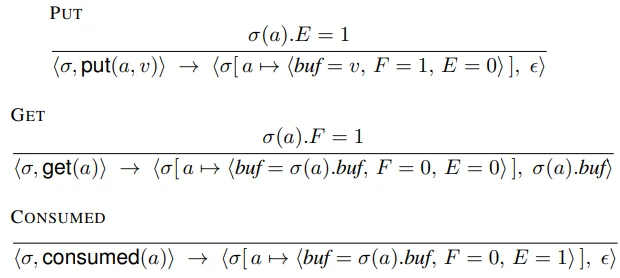 PUT
σ(a).E = 1
⟨σ, put(a, v)⟩ → ⟨σ[ a ↦ ⟨buf = v, F = 1, E = 0⟩ ], ϵ⟩
GET
σ(a).F = 1
⟨σ, get(a)⟩ → ⟨σ[ a ↦ ⟨buf = σ(a).buf, F = 0, E = 0⟩ ], σ(a).buf⟩
CONSUMED
⟨σ, consumed(a)⟩ → ⟨σ[ a ↦ ⟨buf = σ(a).buf, F = 0, E = 1⟩ ], ϵ⟩